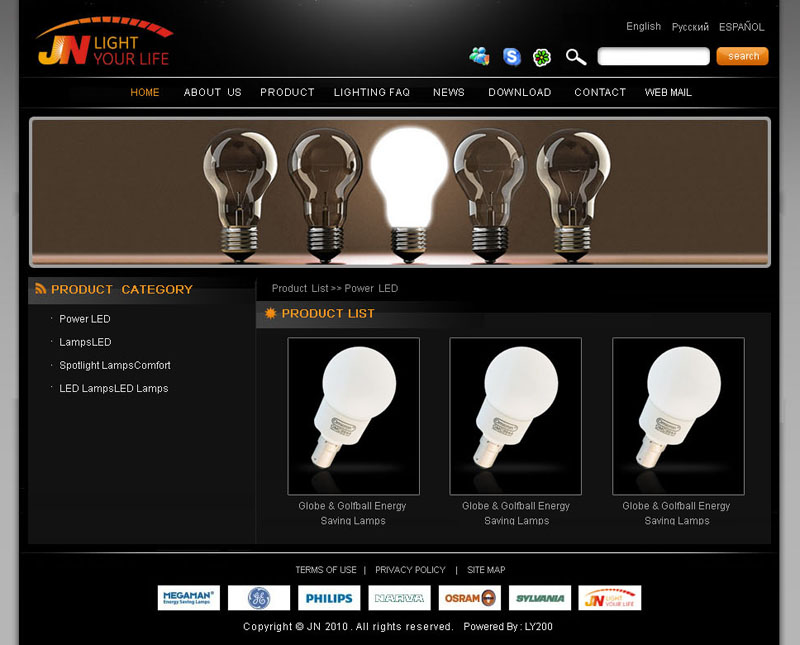 English Русский ESPAÑOL
JN LIGHT
YOUR LIFE
search
HOME ABOUT US PRODUCT LIGHTING FAQ NEWS DOWNLOAD CONTACT WEB MAIL
PRODUCT CATEGORY
· Power LED
· LampsLED
· Spotlight LampsComfort
· LED LampsLED Lamps
Product List >> Power LED
PRODUCT LIST
Globe & Golfball Energy
Saving Lamps
Globe & Golfball Energy
Saving Lamps
Globe & Golfball Energy
Saving Lamps
TERMS OF USE | PRIVACY POLICY | SITE MAP
MEGAMAN
Energy Saving Lamps
PHILIPS
OSRAM
SYLVANIA
JN LIGHT
YOUR LIFE
Copyright © JN 2010 . All rights reserved. Powered By : LY200